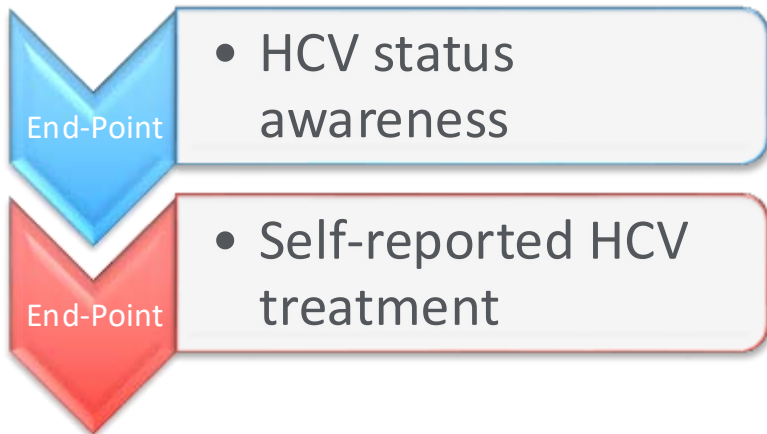 End-Point
• HCV status
awareness
End-Point
• Self-reported HCV
treatment